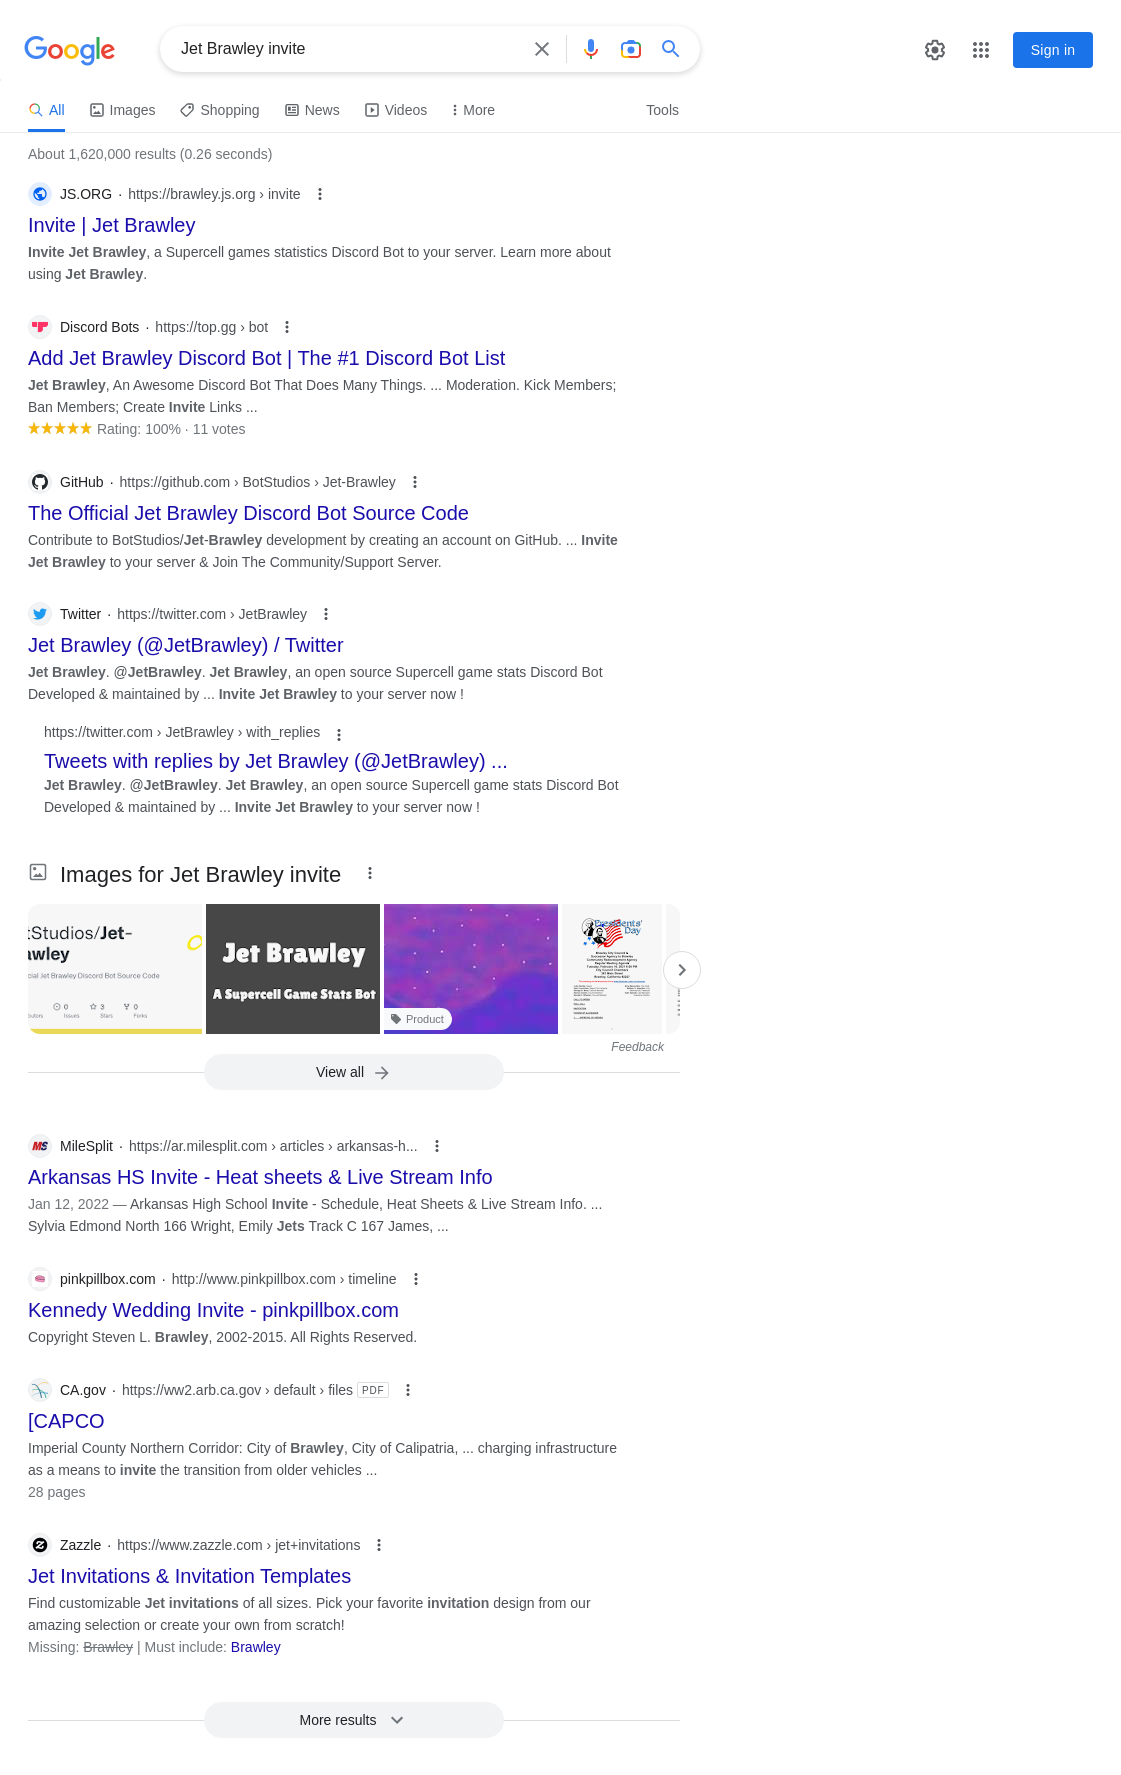 Google
Jet Brawley invite
Sign in
All Images Shopping News Videos More Tools
About 1,620,000 results (0.26 seconds)
JS.ORG · https://brawley.js.org › invite
Invite | Jet Brawley
Invite Jet Brawley, a Supercell games statistics Discord Bot to your server. Learn more about
using Jet Brawley.
Discord Bots · https://top.gg › bot
Add Jet Brawley Discord Bot | The #1 Discord Bot List
Jet Brawley, An Awesome Discord Bot That Does Many Things. ... Moderation. Kick Members;
Ban Members; Create Invite Links ...
Rating: 100% · 11 votes
GitHub · https://github.com › BotStudios › Jet-Brawley
The Official Jet Brawley Discord Bot Source Code
Contribute to BotStudios/Jet-Brawley development by creating an account on GitHub. ... Invite
Jet Brawley to your server & Join The Community/Support Server.
Twitter · https://twitter.com › JetBrawley
Jet Brawley (@JetBrawley) / Twitter
Jet Brawley. @JetBrawley. Jet Brawley, an open source Supercell game stats Discord Bot
Developed & maintained by ... Invite Jet Brawley to your server now !
https://twitter.com › JetBrawley › with_replies
Tweets with replies by Jet Brawley (@JetBrawley) ...
Jet Brawley. @JetBrawley. Jet Brawley, an open source Supercell game stats Discord Bot
Developed & maintained by ... Invite Jet Brawley to your server now !
Images for Jet Brawley invite
tStudios/Jet-
awley
cial Jet Brawley Discord Bot Source Code
0 3 0
Issues Stars Forks
Jet Brawley
A Supercell Game Stats Bot
Product
Presidents'
Day
Feedback
View all
MS
MileSplit · https://ar.milesplit.com › articles › arkansas-h...
Arkansas HS Invite - Heat sheets & Live Stream Info
Jan 12, 2022 — Arkansas High School Invite - Schedule, Heat Sheets & Live Stream Info. ...
Sylvia Edmond North 166 Wright, Emily Jets Track C 167 James, ...
pinkpillbox.com · http://www.pinkpillbox.com › timeline
Kennedy Wedding Invite - pinkpillbox.com
Copyright Steven L. Brawley, 2002-2015. All Rights Reserved.
CA.gov · https://ww2.arb.ca.gov › default › files PDF
[CAPCO
Imperial County Northern Corridor: City of Brawley, City of Calipatria, ... charging infrastructure
as a means to invite the transition from older vehicles ...
28 pages
Zazzle · https://www.zazzle.com › jet+invitations
Jet Invitations & Invitation Templates
Find customizable Jet invitations of all sizes. Pick your favorite invitation design from our
amazing selection or create your own from scratch!
Missing: Brawley | Must include: Brawley
More results